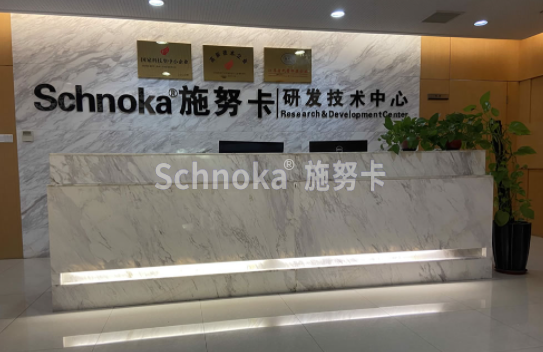 Schnoka®施努卡 研发技术中心
Research&DevelopmentCenter
Schnoka® 施努卡